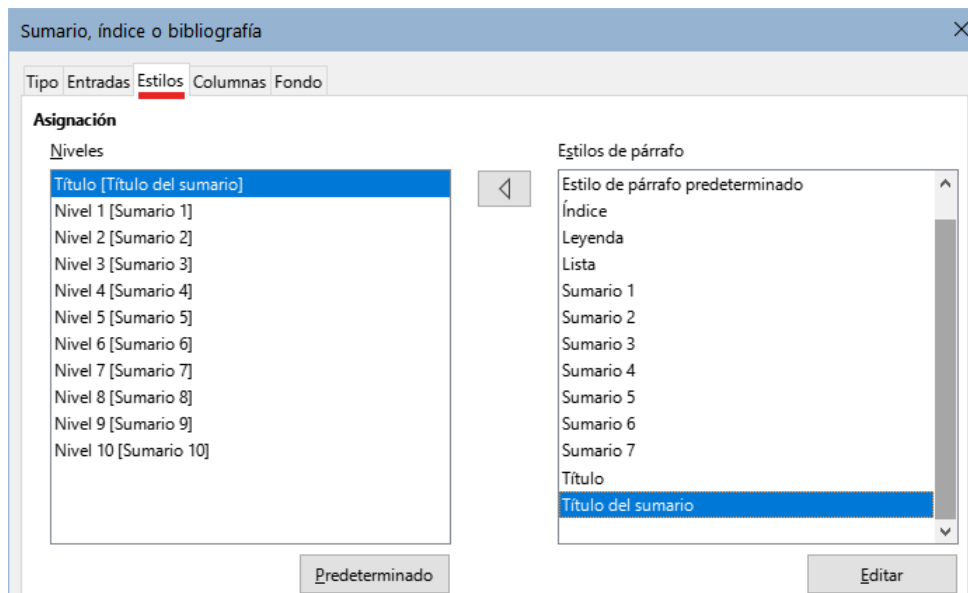 Sumario, índice o bibliografía
Tipo Entradas Estilos Columnas Fondo
Asignación
Niveles
Título [Título del sumario]
Nivel 1 [Sumario 1]
Nivel 2 [Sumario 2]
Nivel 3 [Sumario 3]
Nivel 4 [Sumario 4]
Nivel 5 [Sumario 5]
Nivel 6 [Sumario 6]
Nivel 7 [Sumario 7]
Nivel 8 [Sumario 8]
Nivel 9 [Sumario 9]
Nivel 10 [Sumario 10]
Predeterminado
Estilos de párrafo
Estilo de párrafo predeterminado
Índice
Leyenda
Lista
Sumario 1
Sumario 2
Sumario 3
Sumario 4
Sumario 5
Sumario 6
Sumario 7
Título
Título del sumario
Editar